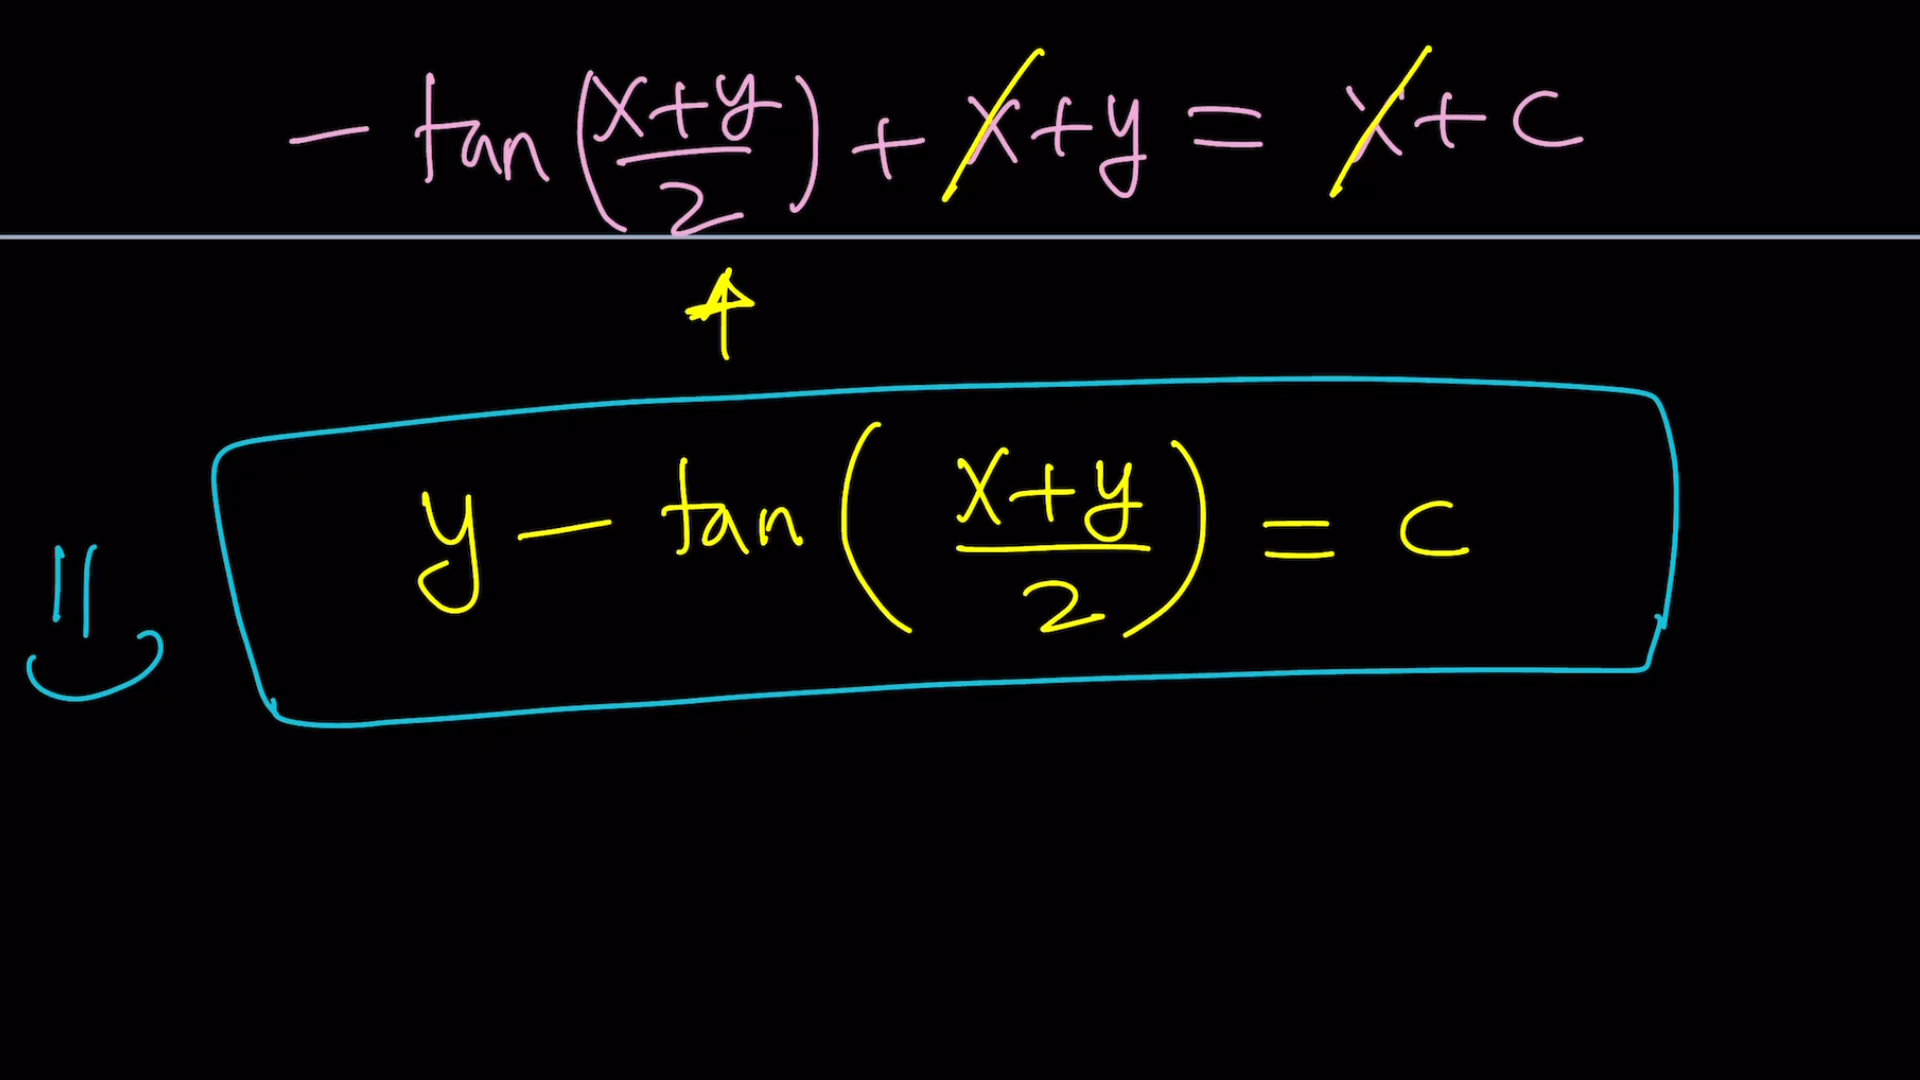 - tan(x+y/2) + x + y = x + c
y - tan(x+y/2) = c